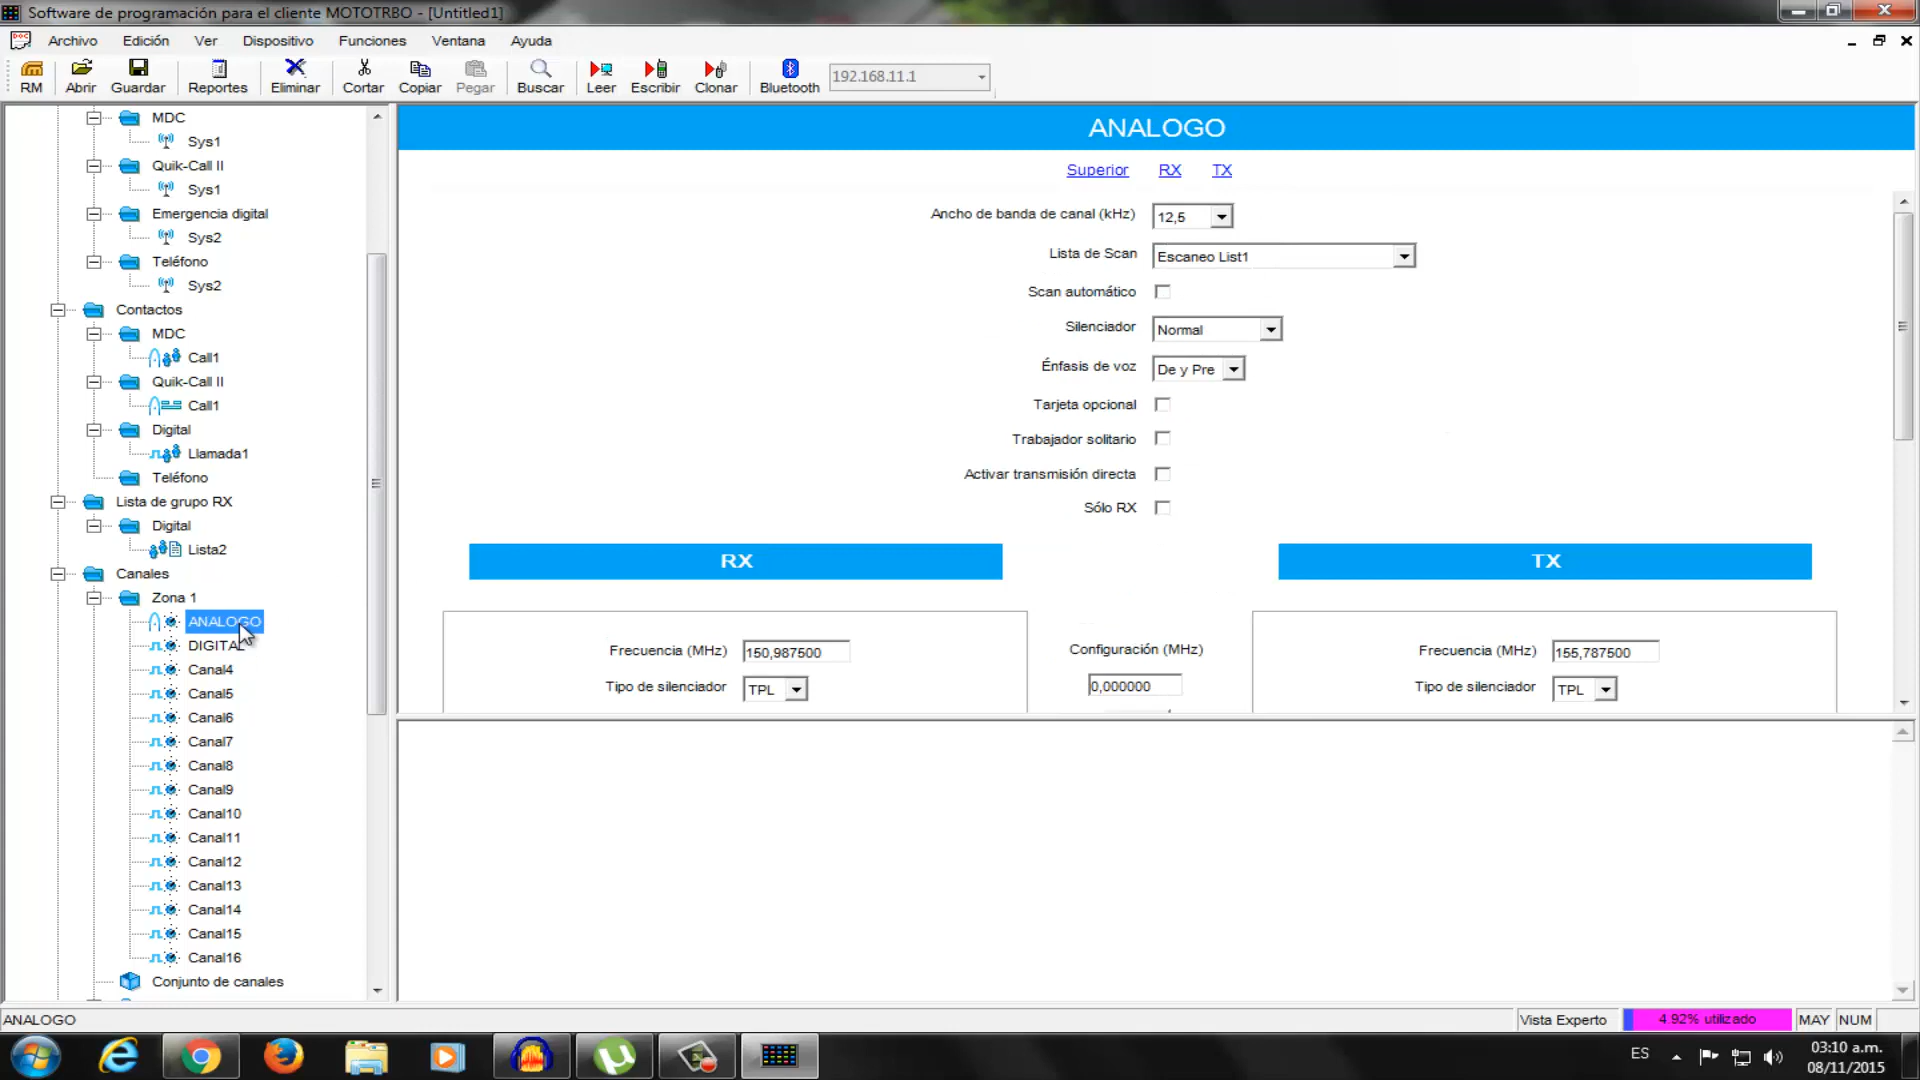 Software de programación para el cliente MOTOTRBO - [Untitled1]
Archivo Edición Ver Dispositivo Funciones Ventana Ayuda
RM Abrir Guardar Reportes Eliminar Cortar Copiar Pegar Buscar Leer Escribir Clonar Bluetooth 192.168.11.1
MDC
Sys1
Quik-Call II
Sys1
Emergencia digital
Sys2
Teléfono
Sys2
Contactos
MDC
Call1
Quik-Call II
Call1
Digital
Llamada1
Teléfono
Lista de grupo RX
Digital
Lista2
Canales
Zona 1
ANALOGO
DIGITAL
Canal4
Canal5
Canal6
Canal7
Canal8
Canal9
Canal10
Canal11
Canal12
Canal13
Canal14
Canal15
Canal16
Conjunto de canales
ANALOGO
Superior RX TX
Ancho de banda de canal (kHz) 12,5
Lista de Scan Escaneo List1
Scan automático
Silenciador Normal
Énfasis de voz De y Pre
Tarjeta opcional
Trabajador solitario
Activar transmisión directa
Sólo RX
RX
Frecuencia (MHz) 150,987500
Tipo de silenciador TPL
Configuración (MHz)
0,000000
TX
Frecuencia (MHz) 155,787500
Tipo de silenciador TPL
ANALOGO Vista Experto 4.92% utilizado MAY NUM
ES 03:10 a.m.
08/11/2015